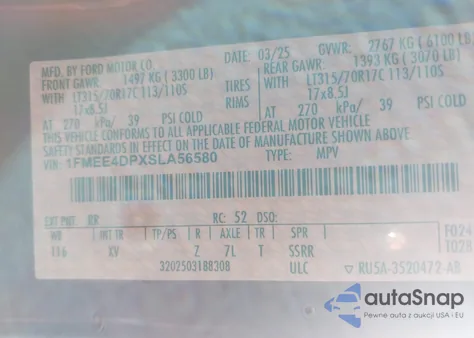 MFD. BY FORD MOTOR CO.
DATE: 03/25 GVWR: 2767 KG (6100 LB)
FRONT GAWR: 1497 KG (3300 LB) REAR GAWR: 1393 KG (3070 LB)
WITH LT315/70R17C 113/110S TIRES WITH LT315/70R17C 113/110S
17x8.5J RIMS 17x8.5J
AT 270 kPa/ 39 PSI COLD AT 270 kPa/ 39 PSI COLD
THIS VEHICLE CONFORMS TO ALL APPLICABLE FEDERAL MOTOR VEHICLE
SAFETY STANDARDS IN EFFECT ON THE DATE OF MANUFACTURE SHOWN ABOVE.
VIN: 1FMEE4DPXSLA56580 TYPE: MPV
EXT PNT: RC: 52 DSO:
WB INT TR TP/PS R AXLE TR SPR
116 XV Z 7L T SSRR
F024
O28
3202503188308 ULC RU5A-3520472-AB
autoSnap
Pewne auta z aukcji USA i EU